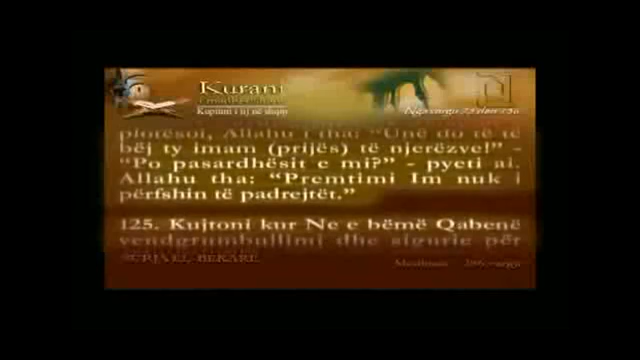 Kurani
Kuptimi i tij në shqip
plotësoi, Allahu i tha: “Unë do të të
bëj ty imam (prijës) të njerëzve!” -
“Po pasardhësit e mi?” - pyeti ai.
Allahu tha: “Premtimi Im nuk i
përfshin të padrejtët.”
125. Kujtoni kur Ne e bëmë Qabenë
vendgrumbullimi dhe sigurie për
SURJA EL-BEKARE
286 vargje